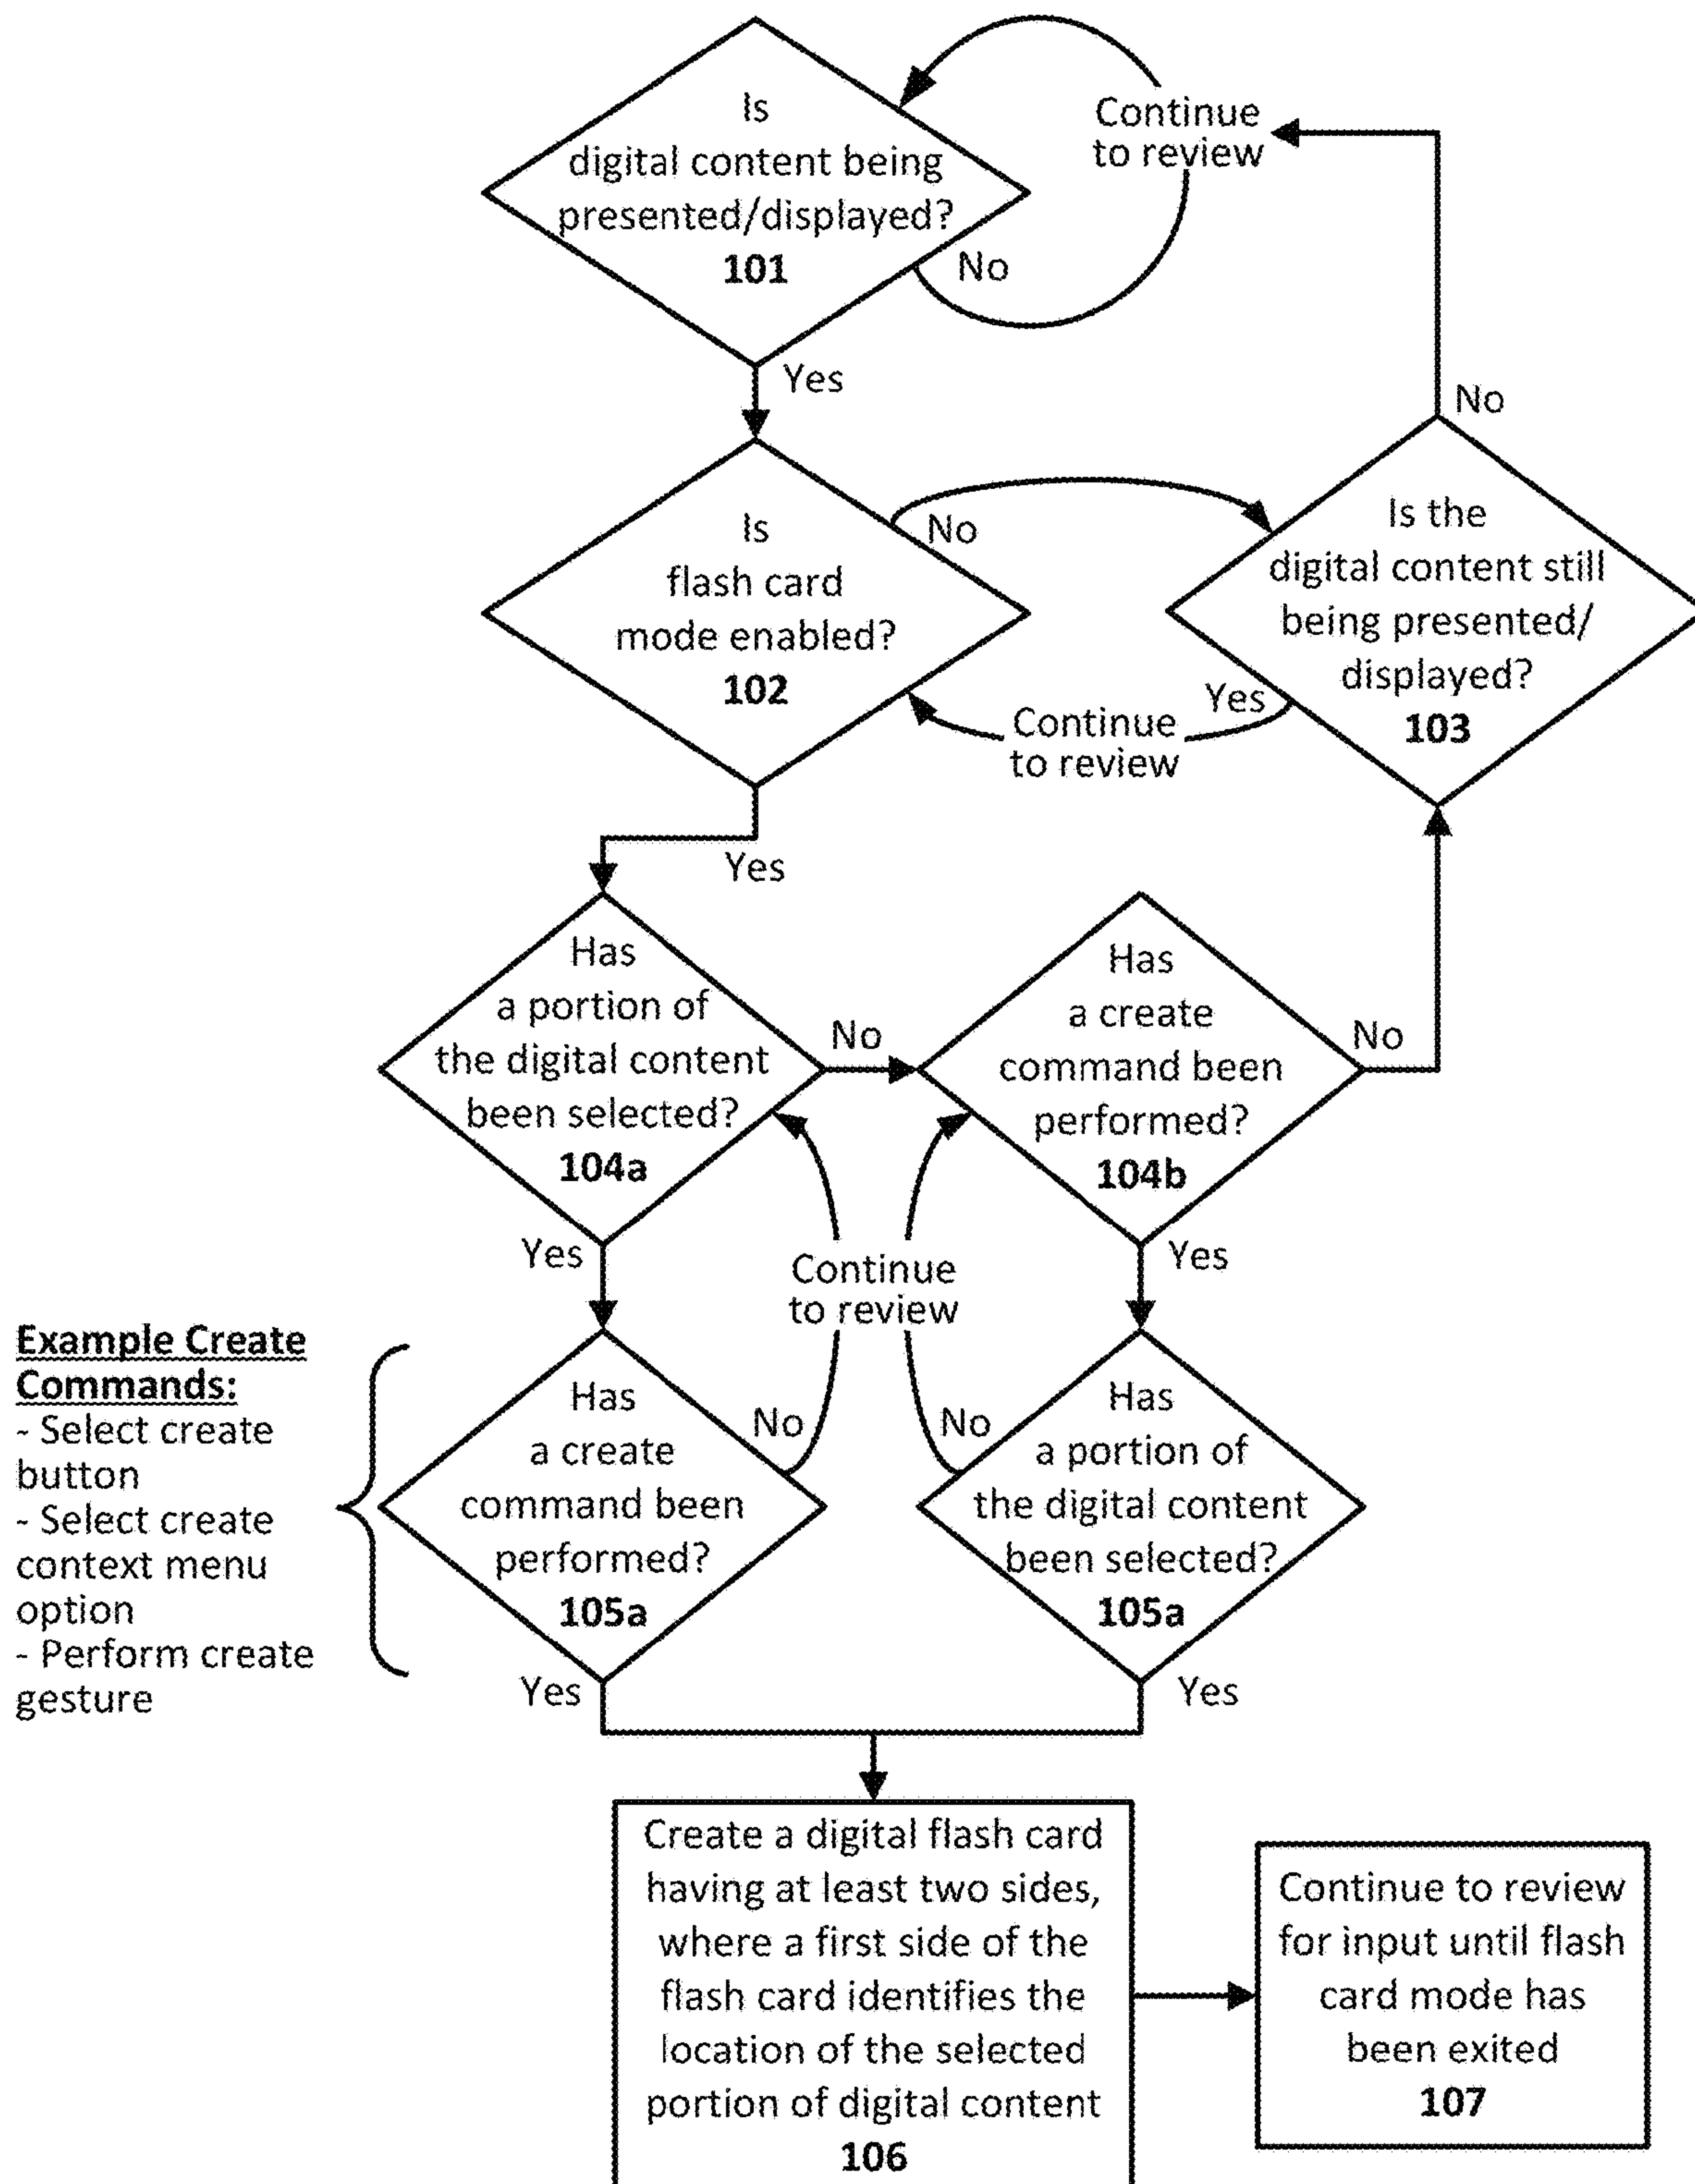 Is
digital content being
presented/displayed?
101
Continue
to review
No
Yes
Is
flash card
mode enabled?
102
No
No
Is the
digital content still
being presented/
displayed?
103
Yes
Continue
to review
Yes
Has
a portion of
the digital content
been selected?
104a
No
Has
a create
command been
performed?
104b
No
Yes
Continue
to review
Yes
Example Create
Commands:
- Select create
button
- Select create
context menu
option
- Perform create
gesture
Has
a create
command been
performed?
105a
No
No
Has
a portion of
the digital content
been selected?
105a
Yes
Yes
Create a digital flash card
having at least two sides,
where a first side of the
flash card identifies the
location of the selected
portion of digital content
106
Continue to review
for input until flash
card mode has
been exited
107